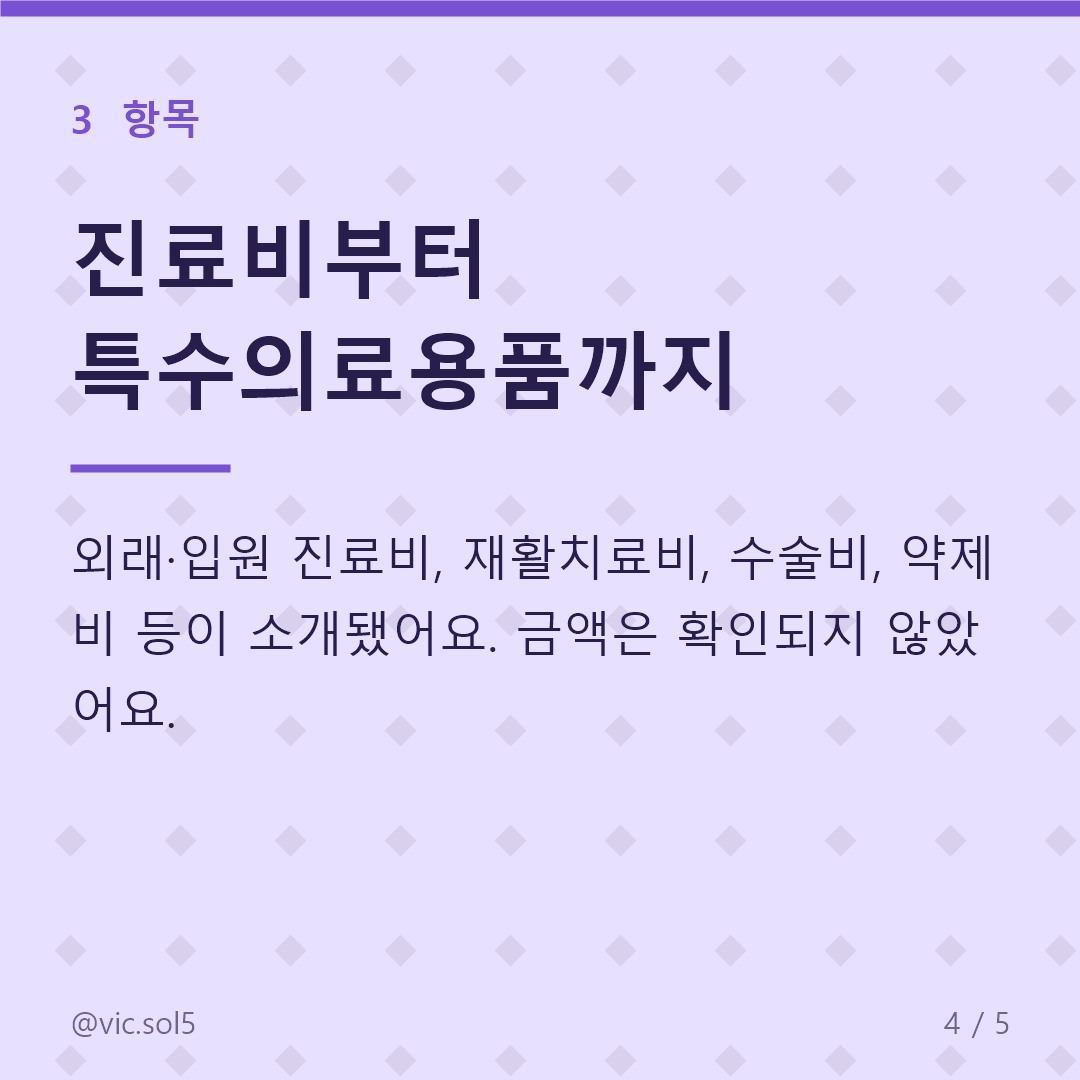 3 항목
진료비부터
특수의료용품까지
외래·입원 진료비, 재활치료비, 수술비, 약제
비 등이 소개됐어요. 금액은 확인되지 않았
어요.
@vic.sol5
4 / 5